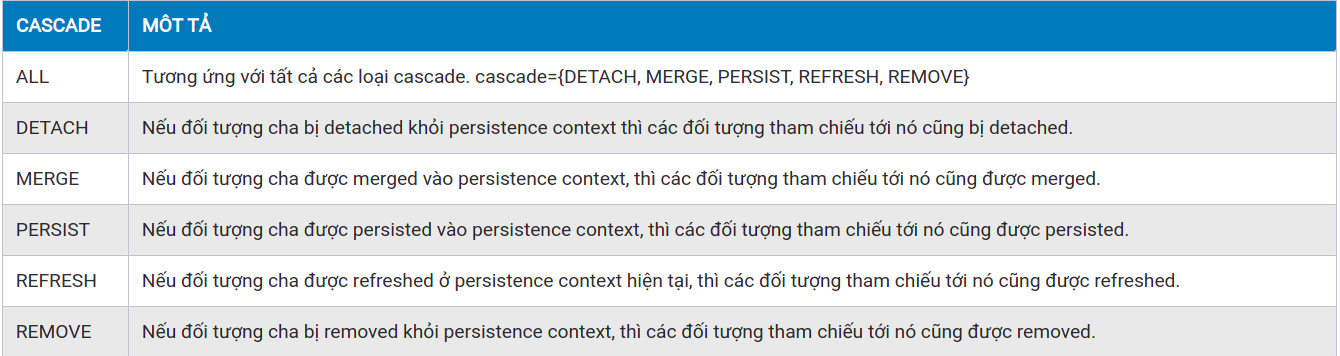 CASCADE MÔT TẢ
ALL Tương ứng với tất cả các loại cascade. cascade={DETACH, MERGE, PERSIST, REFRESH, REMOVE}
DETACH Nếu đối tượng cha bị detached khỏi persistence context thì các đối tượng tham chiếu tới nó cũng bị detached.
MERGE Nếu đối tượng cha được merged vào persistence context, thì các đối tượng tham chiếu tới nó cũng được merged.
PERSIST Nếu đối tượng cha được persisted vào persistence context, thì các đối tượng tham chiếu tới nó cũng được persisted.
REFRESH Nếu đối tượng cha được refreshed ở persistence context hiện tại, thì các đối tượng tham chiếu tới nó cũng được refreshed.
REMOVE Nếu đối tượng cha bị removed khỏi persistence context, thì các đối tượng tham chiếu tới nó cũng được removed.